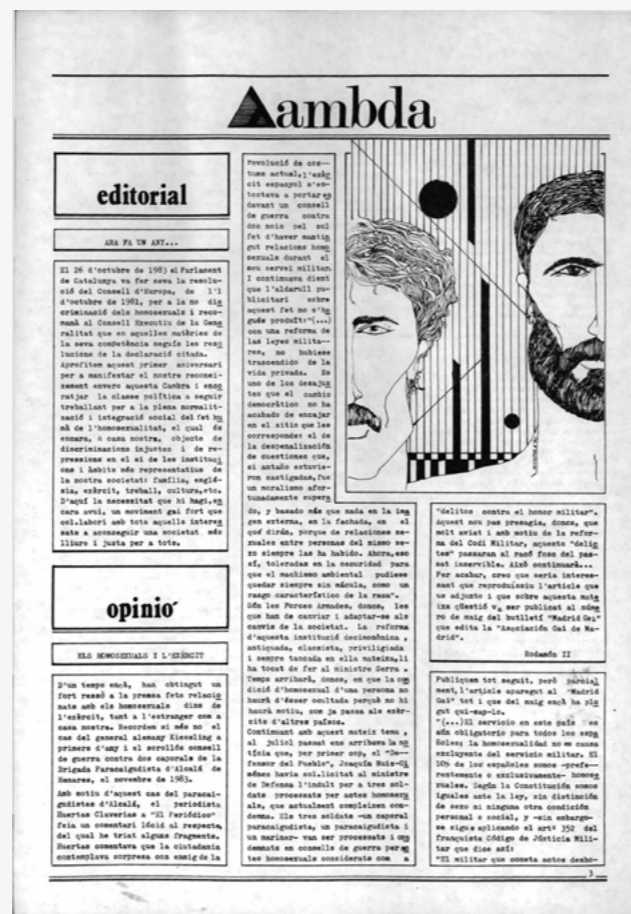 Lambda
editorial
ARA FA UN ANY...
El 26 d'octubre de 1983 el Parlament
de Catalunya va fer seva la resolu-
ció del Consell d'Europa, de l'1
d'octubre de 1981, per a la no dis
criminació dels homosexuals i reco-
manà al Consell Executiu de la Gene
ralitat que en aquelles matèries de
la seva competència seguís les reso
lucions de la declaració citada.
Aprofitem aquest primer aniversari
per a manifestar el nostre reconei-
xement envers aquesta Cambra i enco
ratjar la classe política a seguir
treballant per a la plena normalit-
zació i integració social del fet hu
mà de l'homosexualitat, el qual és
encara, a casa nostra, objecte de
discriminacions injustes i de re-
pressions en el si de les instituci
ons i àmbits més representatius de
la nostra societat: família, esglé-
sia, exèrcit, treball, cultura, etc.
D'aquí la necessitat que hi hagi, en
cara avui, un moviment gai fort que
col.labori amb tots aquells interes
sats a aconseguir una societat més
lliure i justa per a tots.
opinió
ELS HOMOSEXUALS I L'EXÈRCIT
D'un temps ençà, han obtingut un
fort ressò a la premsa fets relacio
nats amb els homosexuals dins de
l'exèrcit, tant a l'estranger com a
casa nostra. Recordem si més no el
cas del general alemany Kiessling a
primers d'any i el sorollós consell
de guerra contra dos caporals de la
Brigada Paracaigudista d'Alcalá de
Henares, el novembre de 1983.
Amb motiu d'aquest cas del paracai-
gudistes d'Alcalá, el periodista
Huertas Claverias a "El Periódico"
feia un comentari lúcid al respecte,
del qual he triat alguns fragments.
Huertas comentava que la ciutadania
contemplava sorpresa com enmig de la
revolució de cos--
tums actual, l'exèr
cit espanyol s'en-
testava a portar en
davant un consell
de guerra contra
dos nois pel sol
fet d'haver mantin
gut relacions homo
sexuals durant el
seu servei militar.
I continuava dient
que l'aldarull pu-
blicitari sobre
aquest fet no s'ha
gués produït:"(...)
con una reforma de
las leyes milita--
res, no hubiese
trascendido de la
vida privada. Es
uno de los desajus
tes que el cambio
democrático no ha
acabado de encajar
en el sitio que les
corresponde: el de
la despenalización
de cuestiones que,
si antaño estuvie-
ron castigadas, fue
un moralismo afor-
tunadamente supera
do, y basado más que nada en la ima
gen externa, en la fachada, en el
qué dirán, porque de relaciones se-
xuales entre personas del mismo se-
xo siempre las ha habido. Ahora, eso
sí, toleradas en la oscuridad para
que el machismo ambiental pudiese
quedar siempre sin mácula, como un
rasgo característico de la raza".
Són les Forces Armades, doncs, les
que han de canviar i adaptar-se als
canvis de la societat. La reforma
d'aquesta institució decimonònica ,
antiquada, classista, priviligiada
i sempre tancada en ella mateixa, li
ha tocat de fer al ministre Serra .
Temps arribarà, doncs, en que la con
dició d'homosexual d'una persona no
haurà d'ésser ocultada perquè no hi
haurà motiu, com ja passa als exèr-
cits d'altres països.
Continuant amb aquest mateix tema ,
al juliol passat ens arribava la no
tícia que, per primer cop, el "De--
fensor del Pueblo", Joaquín Ruiz-Gi
ménez havia sol.licitat al ministre
de Defensa l'indult per a tres sol-
dats processats per actes homosexu
als, que actualment compleixen con-
demna. Els tres soldats -un caporal
paracaigudista, un paracaigudista i
un mariner- van ser processats i con
demnats en consells de guerra per ac
tes homosexuals considerats com a
"delitos contra el honor militar".
Aquest nou pas presagia, doncs, que
molt aviat i amb motiu de la refor-
ma del Codi Militar, aquests "delic
tes" passaran al racó fosc del pas-
sat inservible. Això continuarà...
Per acabar, crec que seria interes-
sant que reproduíssiu l'article que
us adjunto i que sobre aquesta mate
ixa qüestió va ser publicat al núme
ro de maig del butlletí "Madrid Gai"
que edita la "Asociación Gai de Ma-
drid".
Rodamón II
Publiquem tot seguit, però parcial
ment, l'article aparegut al "Madrid
Gai" tot i que del maig ençà ha plo
gut qui-sap-lo.
"(...)El servicio en este país es
aún obligatorio para todos los espa
ñoles; la homosexualidad no es causa
excluyente del servicio militar. El
10% de los españoles somos -prefe--
rentemente o exclusivamente- homose
xuales. Según la Constitución somos
iguales ante la ley, sin distinción
de sexo ni ninguna otra condición
personal o social, y -sin embargo-
se sigue aplicando el artº 352 del
franquista Código de Justicia Mili-
tar que dice así:
"El militar que cometa actos desho-
3